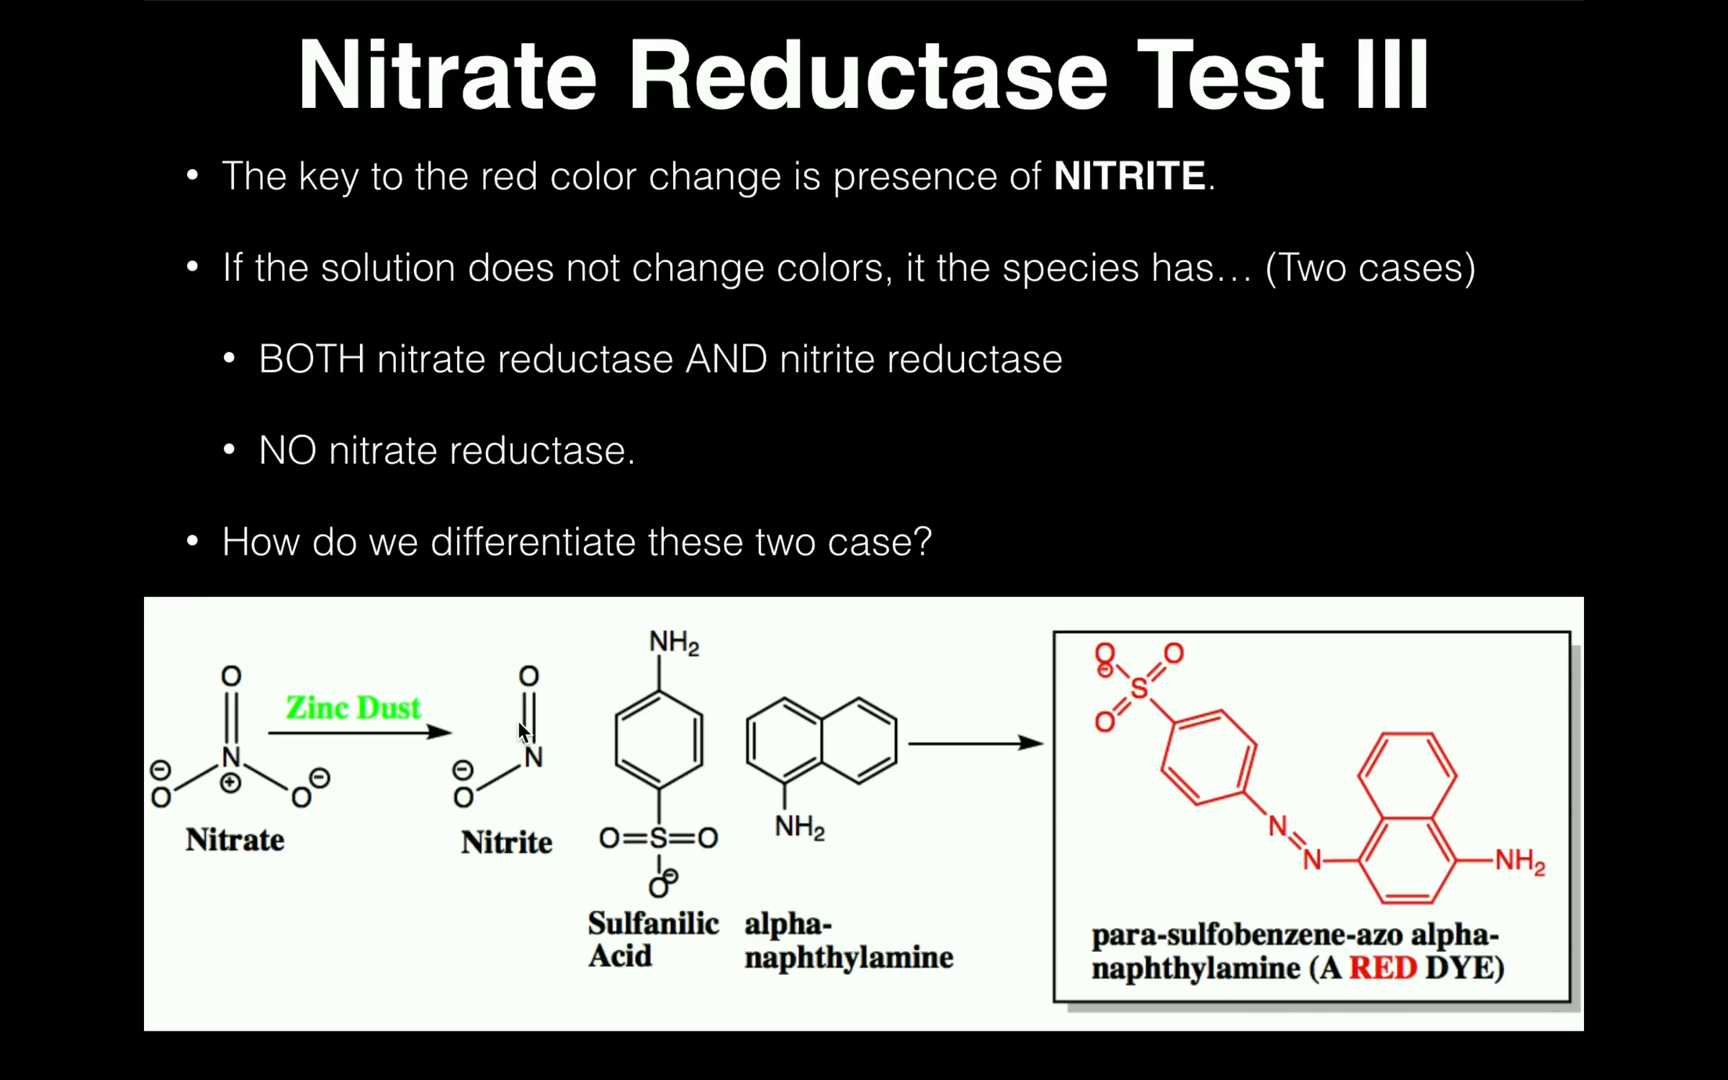 Nitrate Reductase Test III
• The key to the red color change is presence of NITRITE.
• If the solution does not change colors, it the species has... (Two cases)
• BOTH nitrate reductase AND nitrite reductase
• NO nitrate reductase.
• How do we differentiate these two case?
O
N
⊕
⊖
O
O
⊖
Nitrate
Zinc Dust
O
N
⊖
O
Nitrite
NH2
O=S=O
O
⊖
Sulfanilic
Acid
NH2
alpha-
naphthylamine
O
⊖
O
S
O
N
N
NH2
para-sulfobenzene-azo alpha-
naphthylamine (A RED DYE)